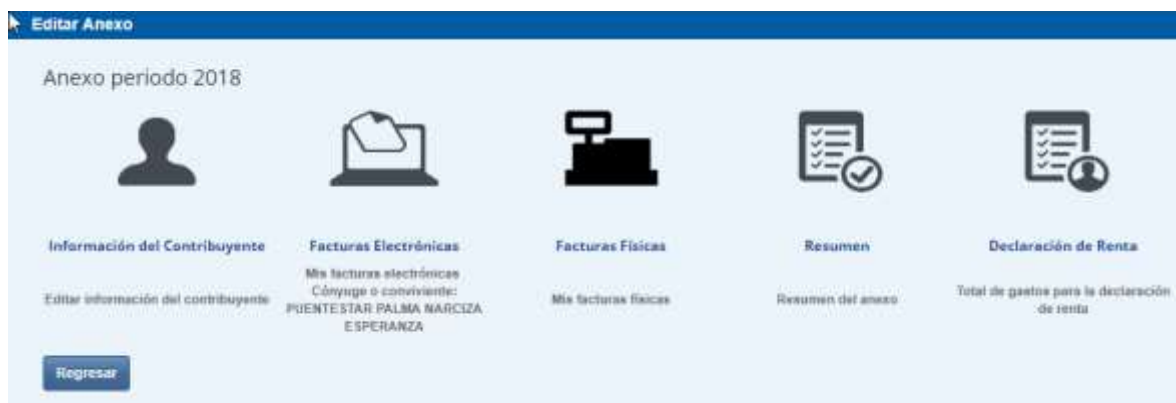 Editar Anexo
Anexo periodo 2018
Información del Contribuyente
Facturas Electrónicas
Facturas Físicas
Resumen
Declaración de Renta
Editar información del contribuyente
Mis facturas electrónicas
Cónyuge o conviviente:
PUENTESTAR PALMA NARCIZA
ESPERANZA
Mis facturas físicas
Resumen del anexo
Total de gastos para la declaración
de renta
Regresar